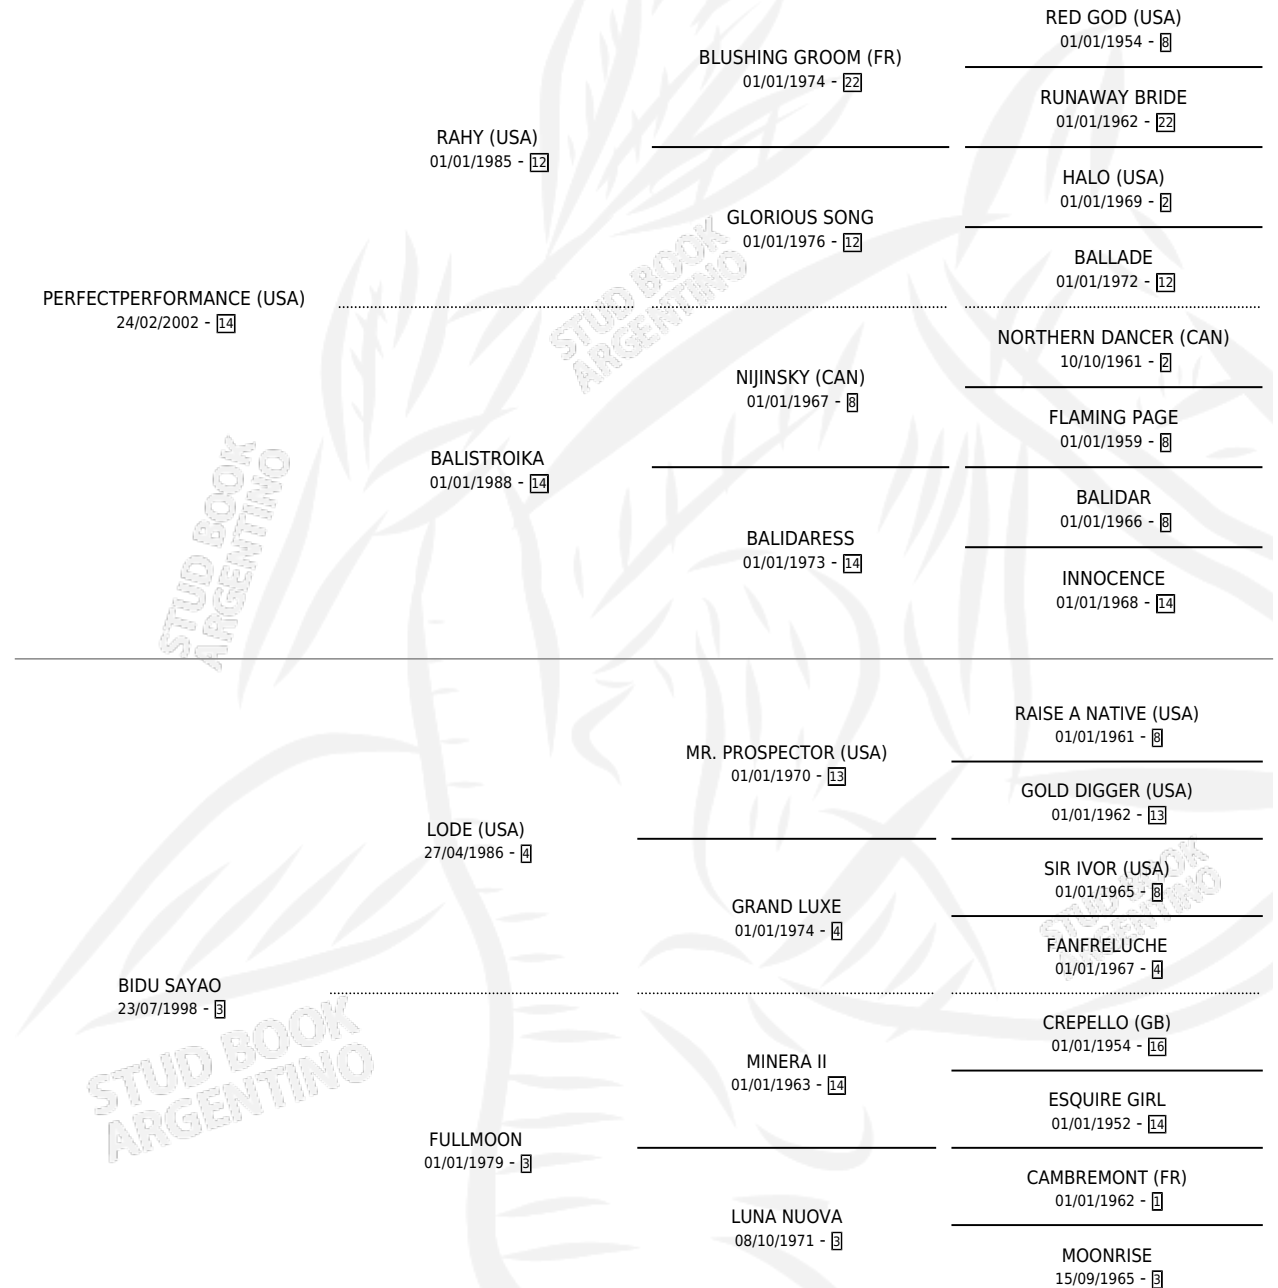 RED GOD (USA)
01/01/1954 - 8
BLUSHING GROOM (FR)
01/01/1974 - 22
RUNAWAY BRIDE
01/01/1962 - 22
RAHY (USA)
01/01/1985 - 12
HALO (USA)
01/01/1969 - 2
GLORIOUS SONG
01/01/1976 - 12
BALLADE
01/01/1972 - 12
PERFECTPERFORMANCE (USA)
24/02/2002 - 14
NORTHERN DANCER (CAN)
10/10/1961 - 2
NIJINSKY (CAN)
01/01/1967 - 8
FLAMING PAGE
01/01/1959 - 8
BALISTROIKA
01/01/1988 - 14
BALIDAR
01/01/1966 - 8
BALIDARESS
01/01/1973 - 14
INNOCENCE
01/01/1968 - 14
RAISE A NATIVE (USA)
01/01/1961 - 8
MR. PROSPECTOR (USA)
01/01/1970 - 13
GOLD DIGGER (USA)
01/01/1962 - 13
LODE (USA)
27/04/1986 - 4
SIR IVOR (USA)
01/01/1965 - 8
GRAND LUXE
01/01/1974 - 4
FANFRELUCHE
01/01/1967 - 4
BIDU SAYAO
23/07/1998 - 3
CREPELLO (GB)
01/01/1954 - 16
MINERA II
01/01/1963 - 14
ESQUIRE GIRL
01/01/1952 - 14
FULLMOON
01/01/1979 - 3
CAMBREMONT (FR)
01/01/1962 - 1
LUNA NUOVA
08/10/1971 - 3
MOONRISE
15/09/1965 - 3
STUD BOOK
ARGENTINO
STUD BOOK
ARGENTINO
STUD BOOK
ARGENTINO
STUD BOOK
ARGENTINO